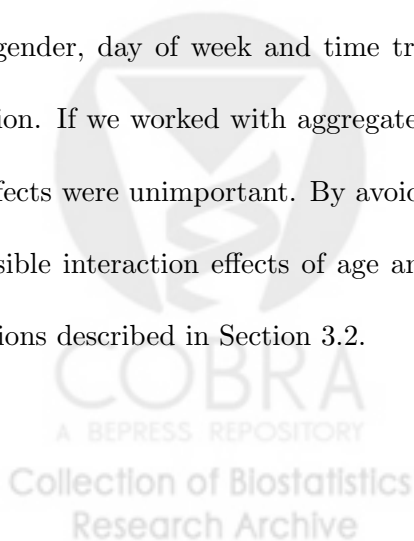 gender, day of week and time tr
ion. If we worked with aggregate
ffects were unimportant. By avoid
sible interaction effects of age an
ions described in Section 3.2.
COBRA
A BEPRESS REPOSITORY
Collection of Biostatistics
Research Archive